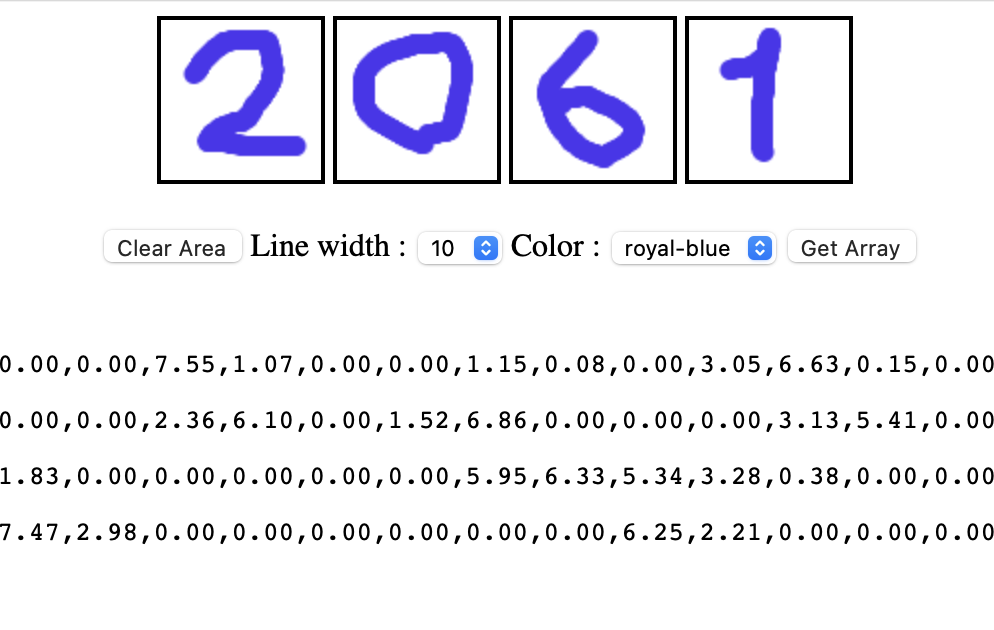 2 0 6 1
Clear Area Line width : 10 Color : royal-blue Get Array
0.00,0.00,7.55,1.07,0.00,0.00,1.15,0.08,0.00,3.05,6.63,0.15,0.00
0.00,0.00,2.36,6.10,0.00,1.52,6.86,0.00,0.00,0.00,3.13,5.41,0.00
1.83,0.00,0.00,0.00,0.00,0.00,5.95,6.33,5.34,3.28,0.38,0.00,0.00
7.47,2.98,0.00,0.00,0.00,0.00,0.00,0.00,6.25,2.21,0.00,0.00,0.00